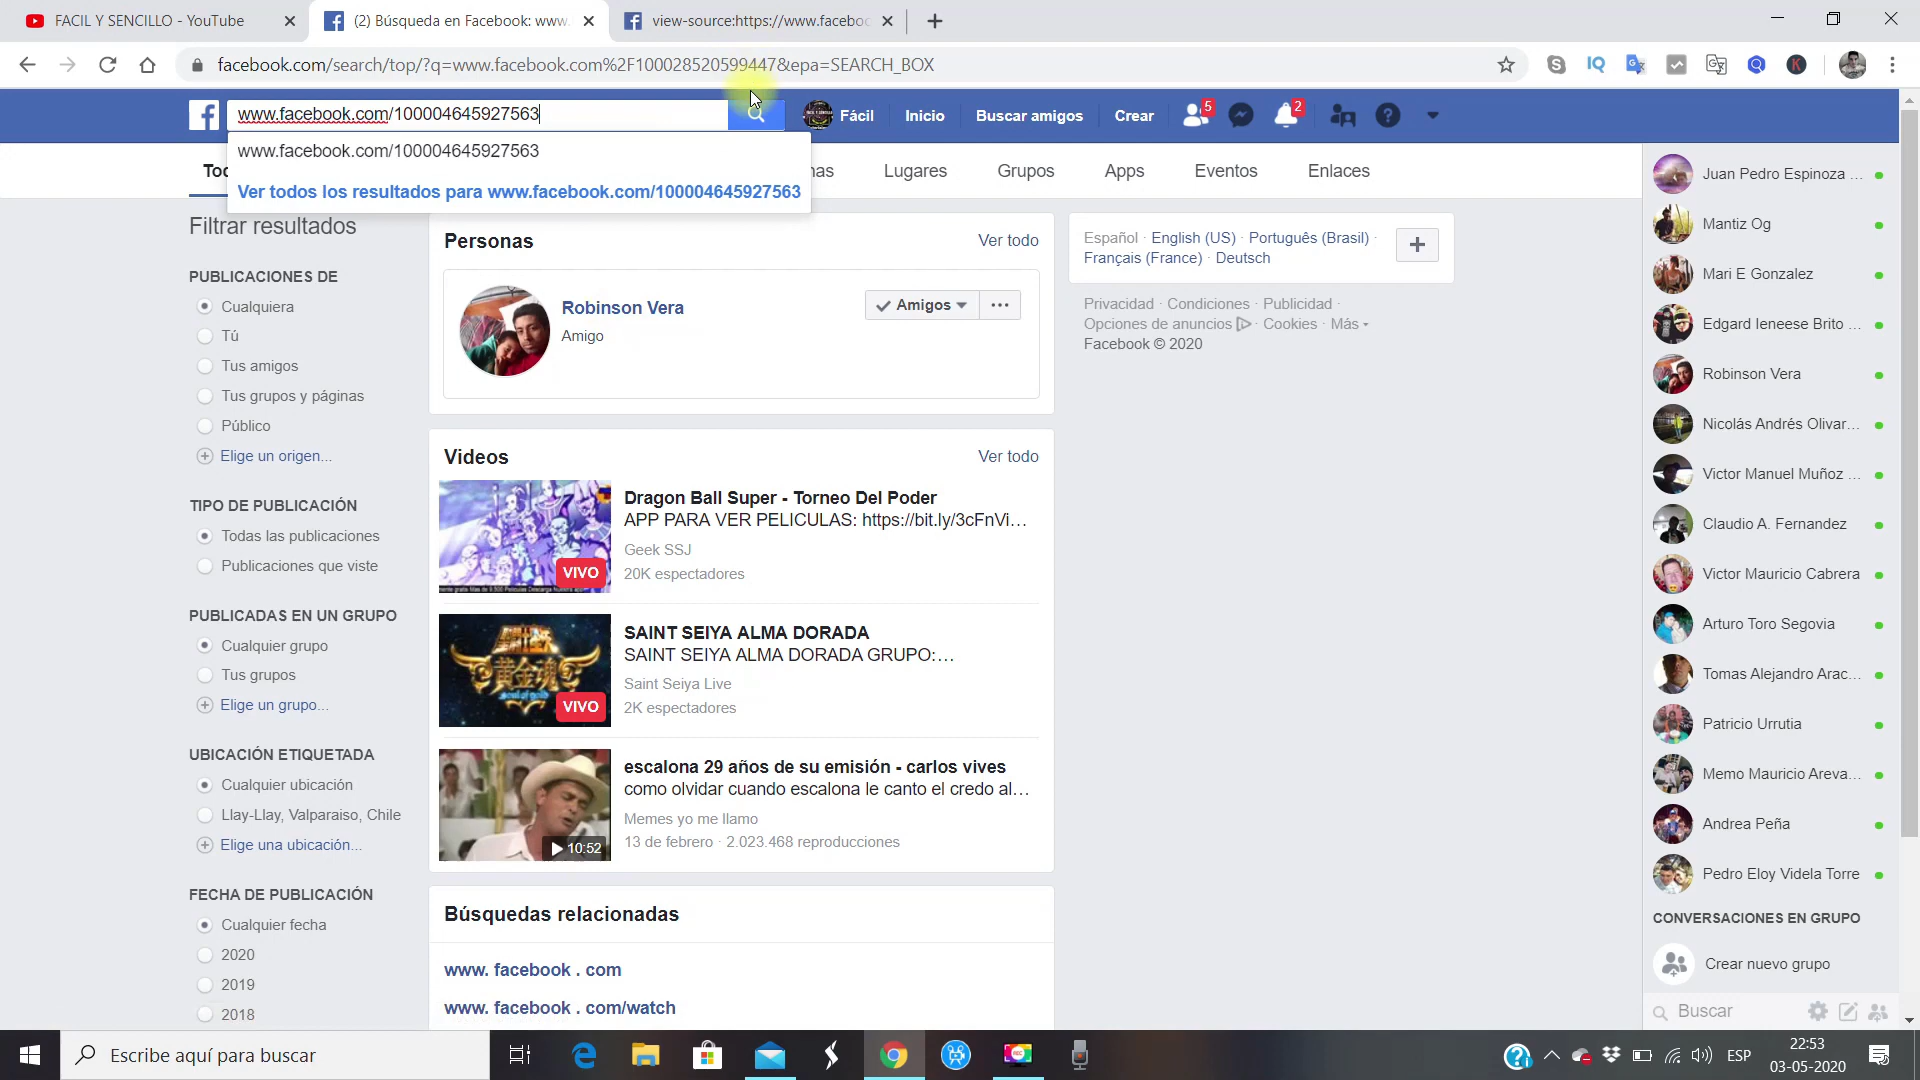 FACIL Y SENCILLO - YouTube
(2) Búsqueda en Facebook: www.
view-source:https://www.facebo
facebook.com/search/top/?q=www.facebook.com%2F100028520599447&epa=SEARCH_BOX
www.facebook.com/100004645927563
Fácil
Inicio
Buscar amigos
Crear
5
2
www.facebook.com/100004645927563
Ver todos los resultados para www.facebook.com/100004645927563
Lugares
Grupos
Apps
Eventos
Enlaces
Filtrar resultados
PUBLICACIONES DE
Cualquiera
Tú
Tus amigos
Tus grupos y páginas
Público
Elige un origen...
TIPO DE PUBLICACIÓN
Todas las publicaciones
Publicaciones que viste
PUBLICADAS EN UN GRUPO
Cualquier grupo
Tus grupos
Elige un grupo...
UBICACIÓN ETIQUETADA
Cualquier ubicación
Llay-Llay, Valparaiso, Chile
Elige una ubicación...
FECHA DE PUBLICACIÓN
Cualquier fecha
2020
2019
2018
Personas
Ver todo
Robinson Vera
Amigo
Amigos
Videos
Ver todo
Dragon Ball Super - Torneo Del Poder
APP PARA VER PELICULAS: https://bit.ly/3cFnVi...
Geek SSJ
20K espectadores
VIVO
SAINT SEIYA ALMA DORADA
SAINT SEIYA ALMA DORADA GRUPO:...
Saint Seiya Live
2K espectadores
黄金魂
VIVO
escalona 29 años de su emisión - carlos vives
como olvidar cuando escalona le canto el credo al...
Memes yo me llamo
13 de febrero · 2.023.468 reproducciones
10:52
Búsquedas relacionadas
www. facebook . com
www. facebook . com/watch
Español · English (US) · Português (Brasil) ·
Français (France) · Deutsch
Privacidad · Condiciones · Publicidad ·
Opciones de anuncios · Cookies · Más
Facebook © 2020
Juan Pedro Espinoza ...
Mantiz Og
Mari E Gonzalez
Edgard Ieneese Brito ...
Robinson Vera
Nicolás Andrés Olivar...
Victor Manuel Muñoz ...
Claudio A. Fernandez
Victor Mauricio Cabrera
Arturo Toro Segovia
Tomas Alejandro Arac...
Patricio Urrutia
Memo Mauricio Areva...
Andrea Peña
Pedro Eloy Videla Torre
CONVERSACIONES EN GRUPO
Crear nuevo grupo
Buscar
Escribe aquí para buscar
ESP
22:53
03-05-2020